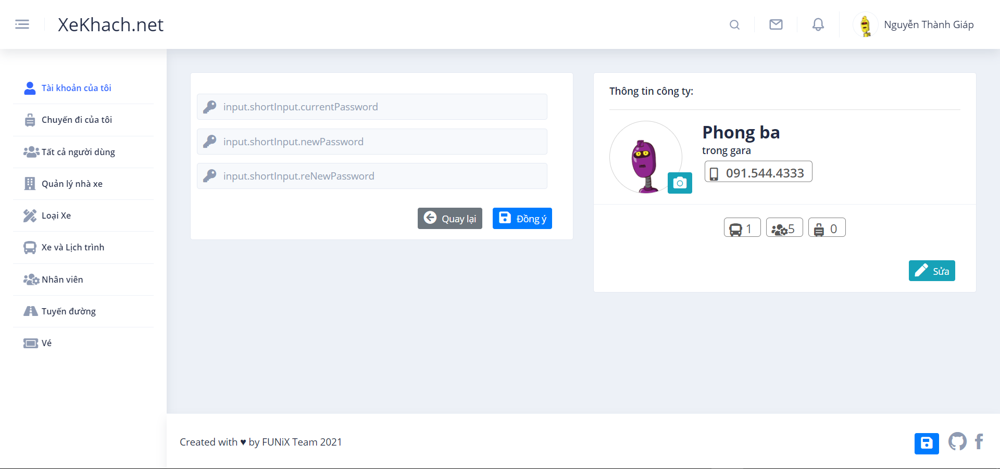 XeKhach.net
Nguyễn Thành Giáp
Tài khoản của tôi
Chuyến đi của tôi
Tất cả người dùng
Quản lý nhà xe
Loại Xe
Xe và Lịch trình
Nhân viên
Tuyến đường
Vé
input.shortInput.currentPassword
input.shortInput.newPassword
input.shortInput.reNewPassword
Quay lại
Đồng ý
Thông tin công ty:
Phong ba
trong gara
091.544.4333
1
5
0
Sửa
Created with ♥ by FUNiX Team 2021